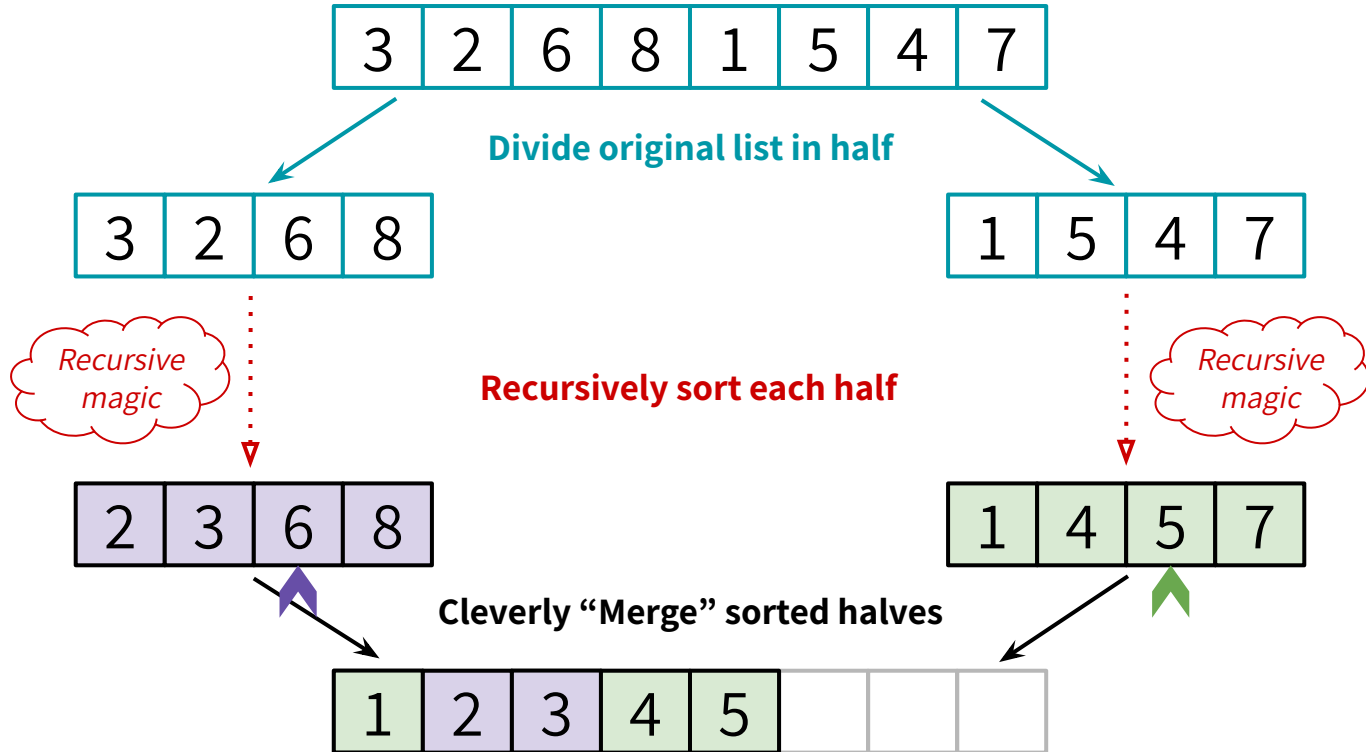 3 2 6 8 1 5 4 7
Divide original list in half
3 2 6 8
1 5 4 7
Recursive
magic
Recursively sort each half
Recursive
magic
2 3 6 8
1 4 5 7
Cleverly “Merge” sorted halves
1 2 3 4 5